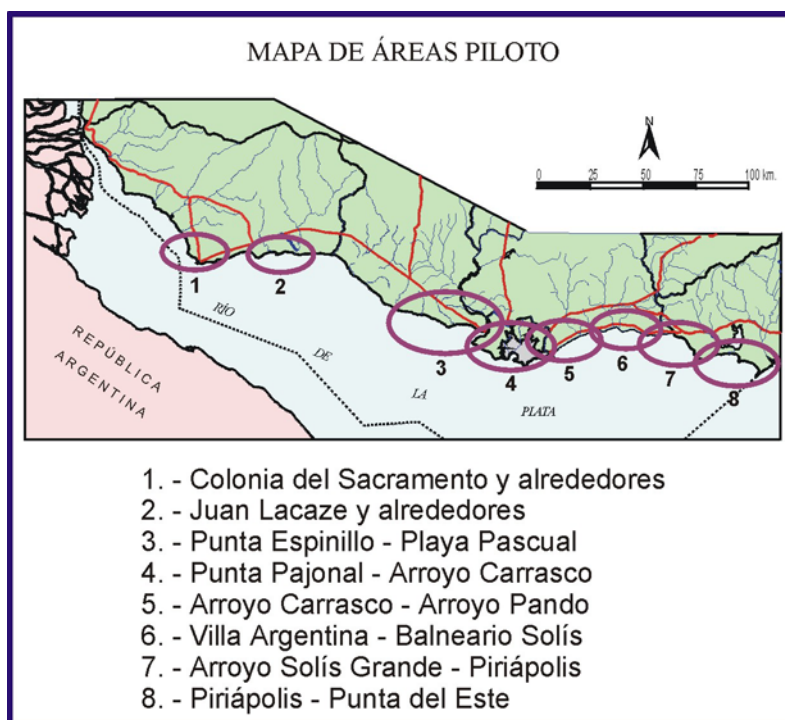 MAPA DE ÁREAS PILOTO
N
0 25 50 75 100 km.
1
2
3
4
5
6
7
8
RÍO
DE
LA
PLATA
REPÚBLICA
ARGENTINA
1. - Colonia del Sacramento y alrededores
2. - Juan Lacaze y alrededores
3. - Punta Espinillo - Playa Pascual
4. - Punta Pajonal - Arroyo Carrasco
5. - Arroyo Carrasco - Arroyo Pando
6. - Villa Argentina - Balneario Solís
7. - Arroyo Solís Grande - Piriápolis
8. - Piriápolis - Punta del Este